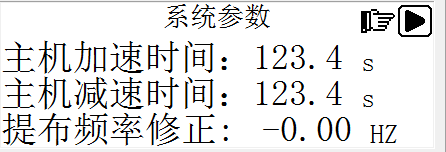 系统参数
主机加速时间：123.4 s
主机减速时间：123.4 s
提布频率修正： -0.00 HZ